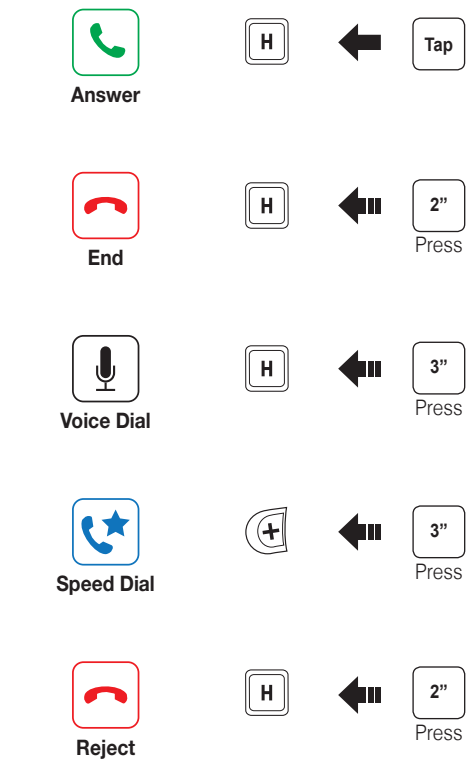 H Tap
Answer
H 2”
End Press
H 3”
Voice Dial Press
+ 3”
Speed Dial Press
H 2”
Reject Press